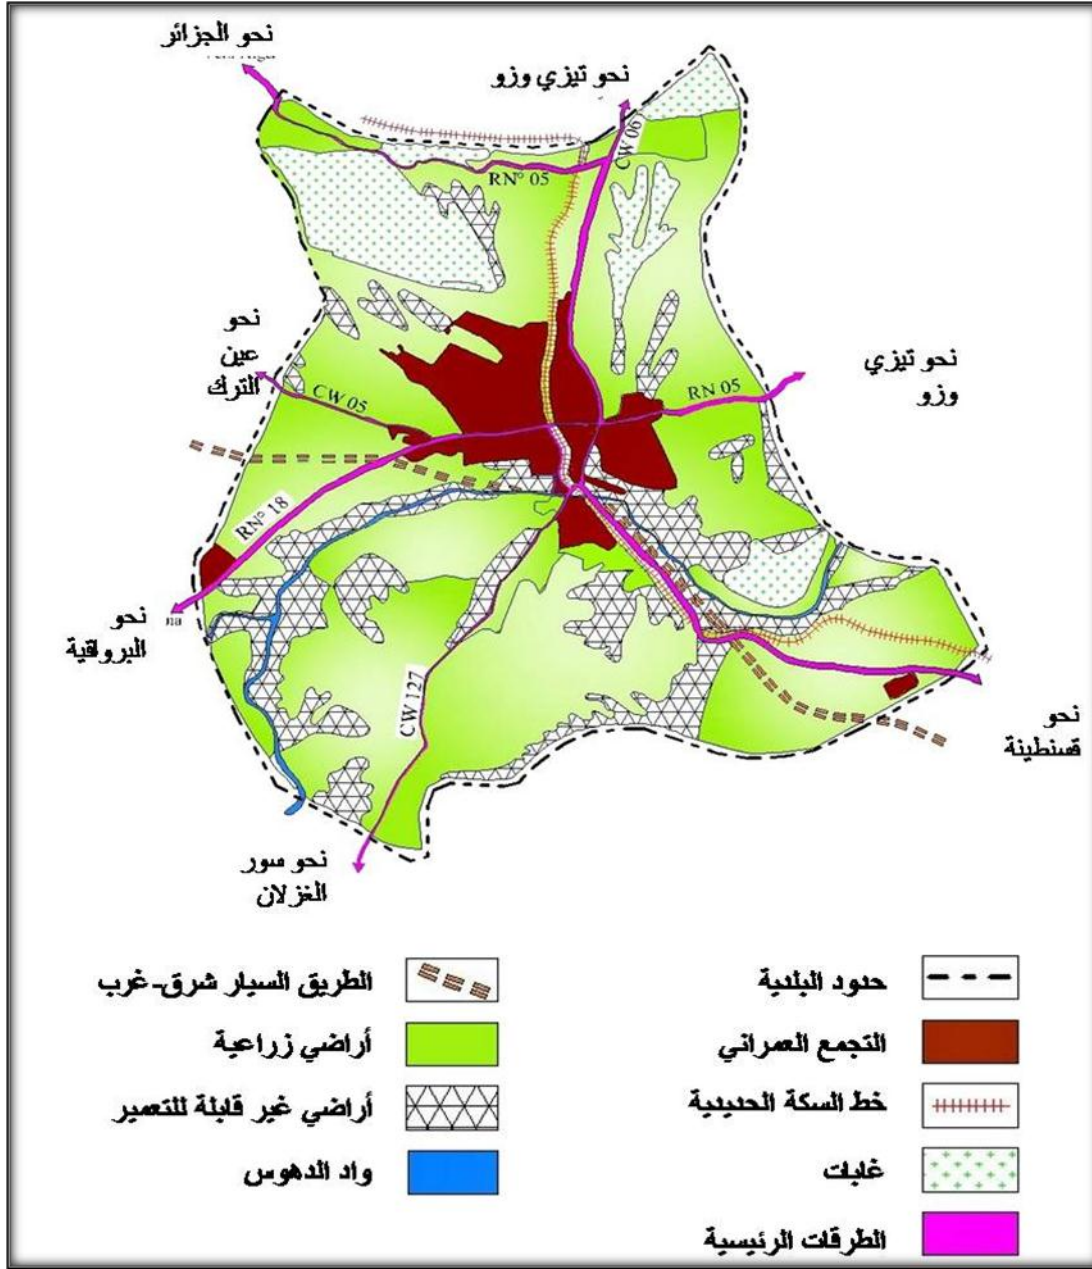 نحو الجزائر
نحو تيزي وزو
CW 06
RN° 05
نحو
عين
الترك
CW 05
RN 05
نحو تيزي
وزو
RN° 18
نحو
البرواقية
na
CW 127
نحو
قسنطينة
نحو سور
الغزلان
حدود البلدية
الطريق السيار شرق-غرب
التجمع العمراني
أراضي زراعية
خط السكة الحديدية
أراضي غير قابلة للتعمير
غابات
واد الدهوس
الطرقات الرئيسية